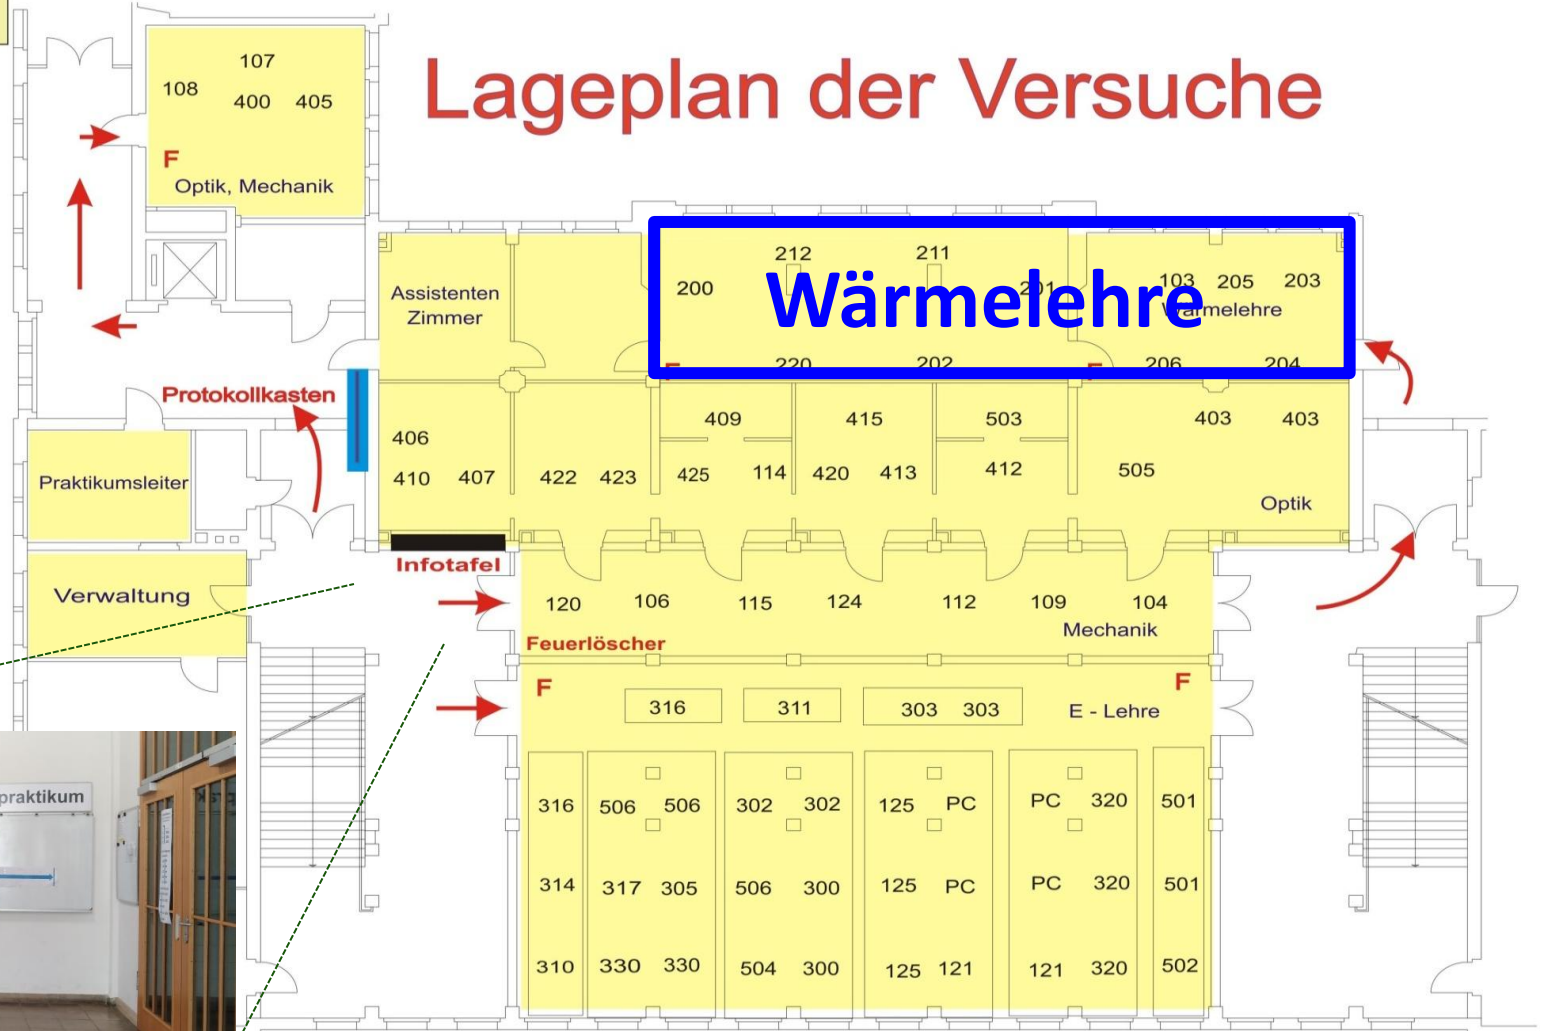 Lageplan der Versuche
107
108
400 405
F
Optik, Mechanik
212 211
200 201
103 205 203
Wärmelehre
Wärmelehre
220 202
206 204
Assistenten
Zimmer
Protokollkasten
409 415 503
403 403
406
410 407
422 423
425 114
420 413
412
505
Optik
Praktikumsleiter
Infotafel
Verwaltung
120 106 115 124 112 109 104
Mechanik
Feuerlöscher
F F
316 311 303 303
E - Lehre
316 506 506 302 302 125 PC PC 320 501
314 317 305 506 300 125 PC PC 320 501
310 330 330 504 300 125 121 121 320 502
praktikum